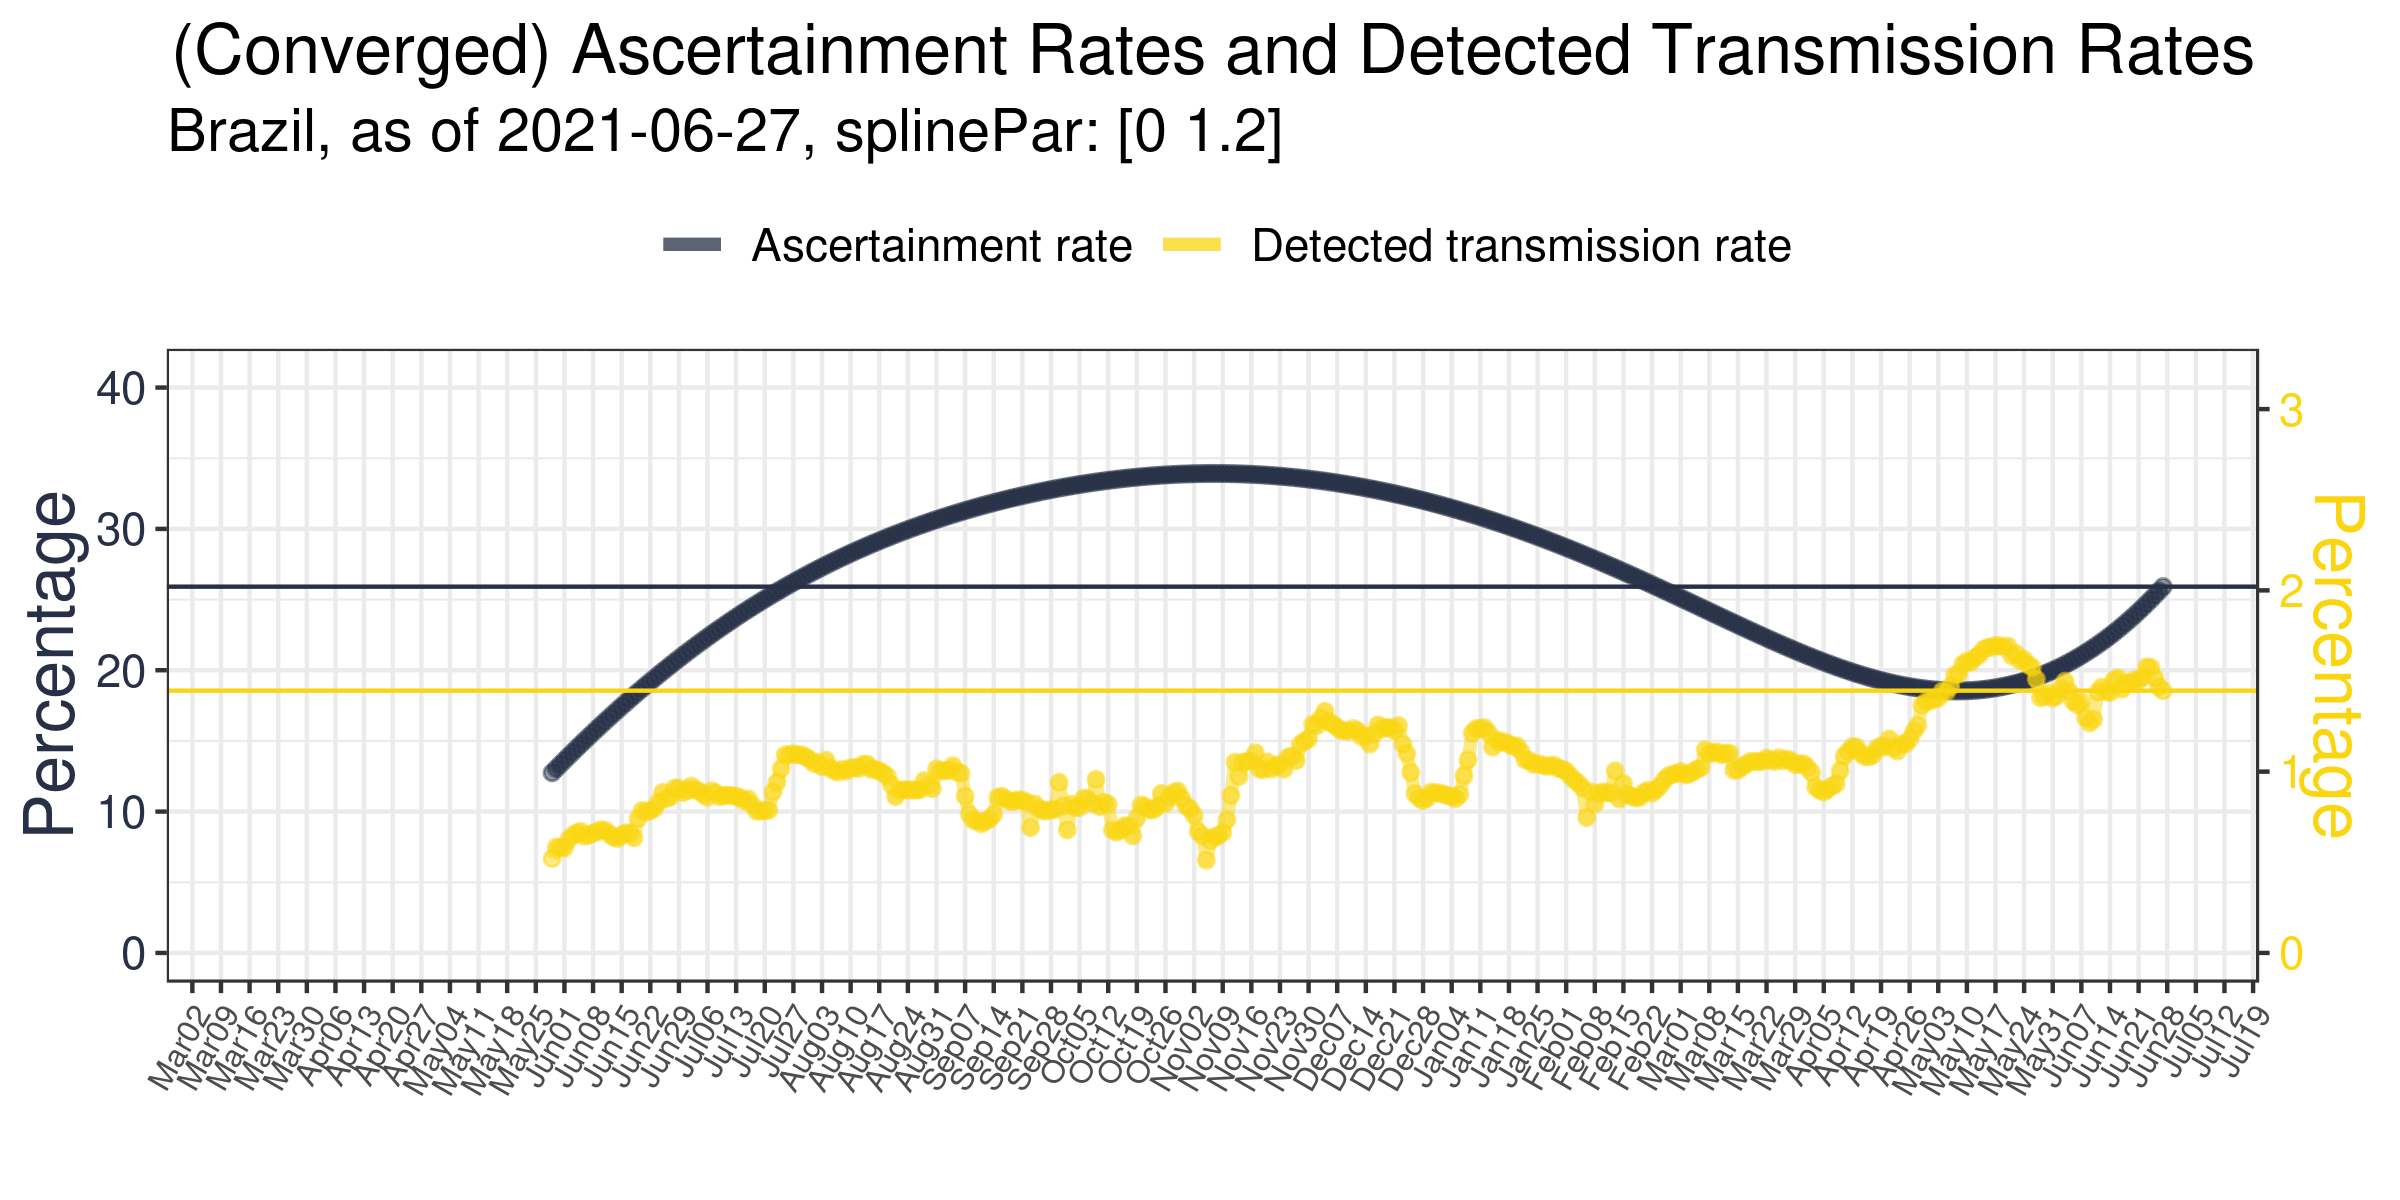 (Converged) Ascertainment Rates and Detected Transmission Rates
Brazil, as of 2021-06-27, splinePar: [0 1.2]
Ascertainment rate Detected transmission rate
Percentage
40
30
20
10
0
3
2
1
0
Percentage
Mar02 Mar09 Mar16 Mar23 Mar30 Apr06 Apr13 Apr20 Apr27 May04 May11 May18 May25 Jun01 Jun08 Jun15 Jun22 Jun29 Jul06 Jul13 Jul20 Jul27 Aug03 Aug10 Aug17 Aug24 Aug31 Sep07 Sep14 Sep21 Sep28 Oct05 Oct12 Oct19 Oct26 Nov02 Nov09 Nov16 Nov23 Nov30 Dec07 Dec14 Dec21 Dec28 Jan04 Jan11 Jan18 Jan25 Feb01 Feb08 Feb15 Feb22 Mar01 Mar08 Mar15 Mar22 Mar29 Apr05 Apr12 Apr19 Apr26 May03 May10 May17 May24 May31 Jun07 Jun14 Jun21 Jun28 Jul05 Jul12 Jul19